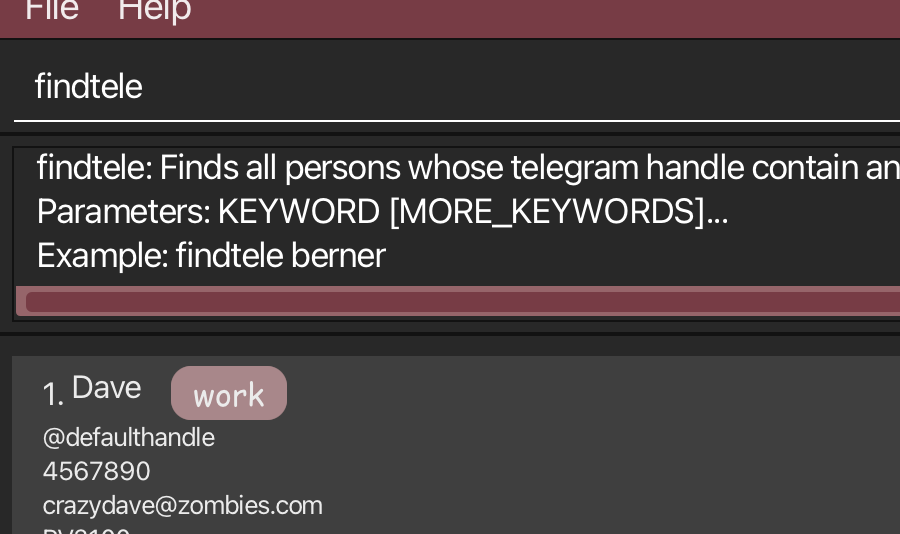 File Help
findtele
findtele: Finds all persons whose telegram handle contain an
Parameters: KEYWORD [MORE_KEYWORDS]...
Example: findtele berner
1. Dave work
@defaulthandle
4567890
crazydave@zombies.com